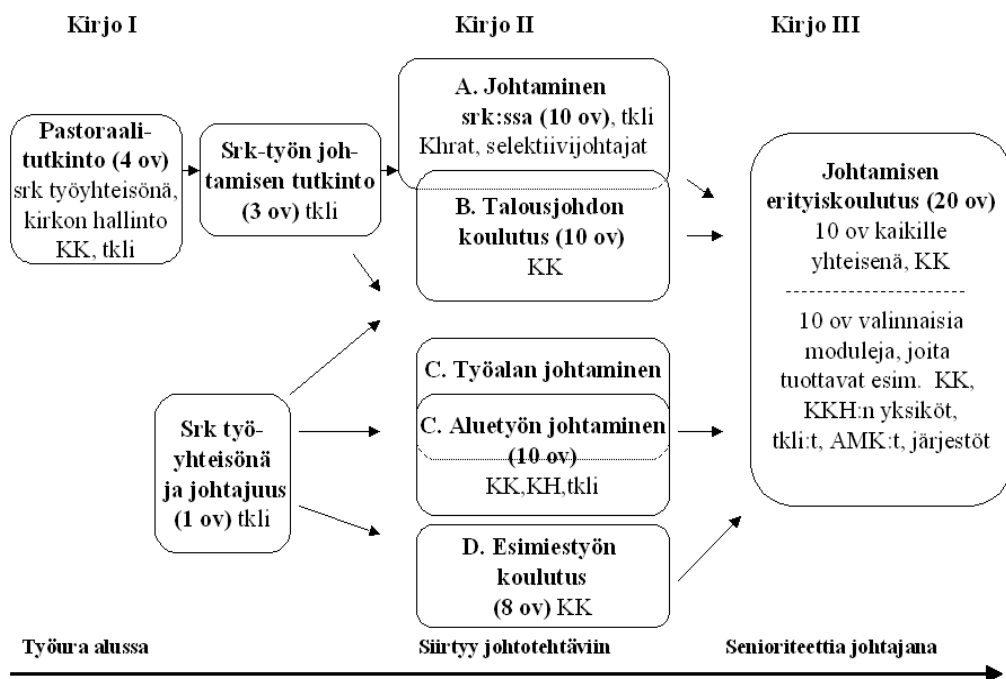 Kirjo I
Kirjo II
Kirjo III
Pastoraali-
tutkinto (4 ov)
srk työyhteisönä,
kirkon hallinto
KK, tkli
Srk-työn joh-
tamisen tutkinto
(3 ov) tkli
A. Johtaminen
srk:ssa (10 ov), tkli
Khrat, selektiivijohtajat
B. Talousjohdon
koulutus (10 ov)
KK
Johtamisen
erityiskoulutus (20 ov)
10 ov kaikille
yhteisenä, KK
10 ov valinnaisia
moduleja, joita
tuottavat esim. KK,
KKH:n yksiköt,
tkli:t, AMK:t, järjestöt
Srk työ-
yhteisönä
ja johtajuus
(1 ov) tkli
C. Työalan johtaminen
C. Aluetyön johtaminen
(10 ov)
KK,KH,tkli
D. Esimiestyön
koulutus
(8 ov) KK
Työura alussa
Siirtyy johtotehtäviin
Senioriteettia johtajana